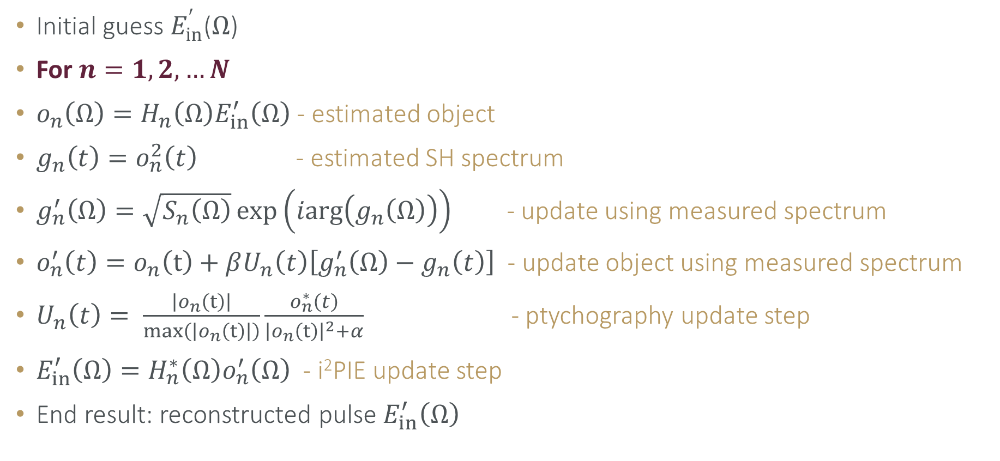 • Initial guess E′in(Ω)
• For n = 1, 2, … N
• oₙ(Ω) = Hₙ(Ω)E′in(Ω) - estimated object
• gₙ(t) = oₙ²(t) - estimated SH spectrum
• g′ₙ(Ω) = √Sₙ(Ω) exp(iarg(gₙ(Ω))) - update using measured spectrum
• o′ₙ(t) = oₙ(t) + βUₙ(t)[g′ₙ(Ω) − gₙ(t)] - update object using measured spectrum
• Uₙ(t) = |oₙ(t)|/max(|oₙ(t)|) oₙ*(t)/|oₙ(t)|²+α - ptychography update step
• E′in(Ω) = Hₙ*(Ω)o′ₙ(Ω) - i²PIE update step
• End result: reconstructed pulse E′in(Ω)